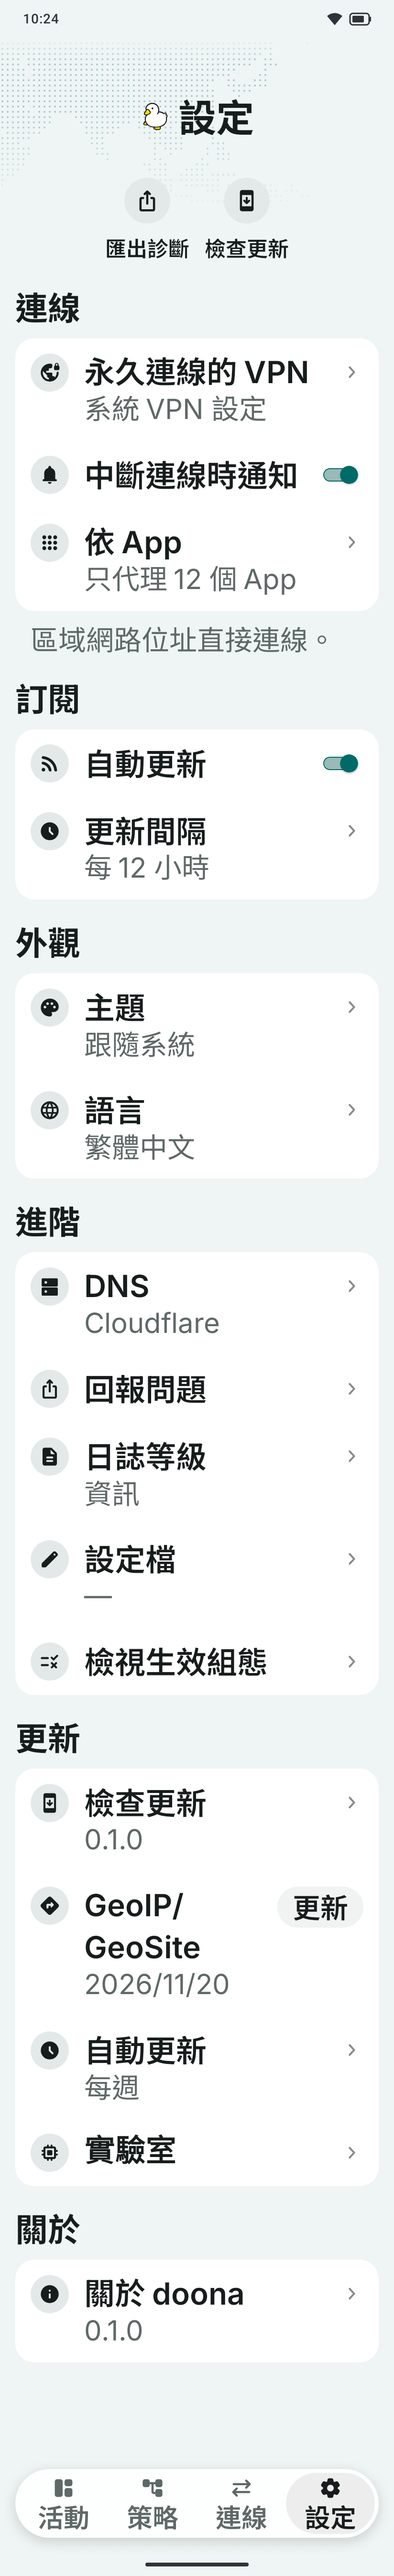 10:24
設定
匯出診斷
檢查更新
連線
永久連線的 VPN
系統 VPN 設定
中斷連線時通知
依 App
只代理 12 個 App
區域網路位址直接連線。
訂閱
自動更新
更新間隔
每 12 小時
外觀
主題
跟隨系統
語言
繁體中文
進階
DNS
Cloudflare
回報問題
日誌等級
資訊
設定檔
—
檢視生效組態
更新
檢查更新
0.1.0
GeoIP/
GeoSite
更新
2026/11/20
自動更新
每週
實驗室
關於
關於 doona
0.1.0
活動
策略
連線
設定